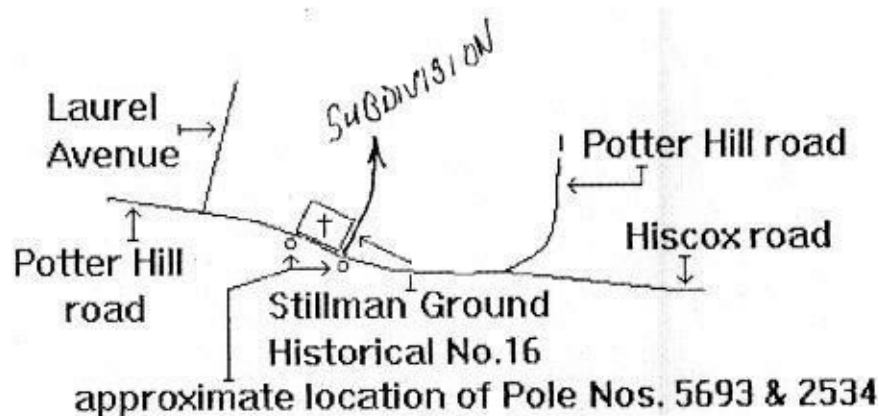 Laurel
Avenue
SUBDIVISION
Potter Hill road
Hiscox road
Potter Hill
road
Stillman Ground
Historical No.16
approximate location of Pole Nos. 5693 & 2534